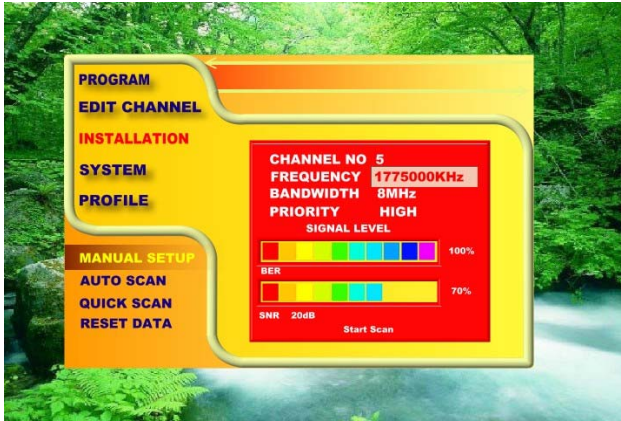 PROGRAM
EDIT CHANNEL
INSTALLATION
SYSTEM
PROFILE
MANUAL SETUP
AUTO SCAN
QUICK SCAN
RESET DATA
CHANNEL NO 5
FREQUENCY 1775000KHz
BANDWIDTH 8MHz
PRIORITY HIGH
SIGNAL LEVEL
100%
BER
70%
SNR 20dB
Start Scan